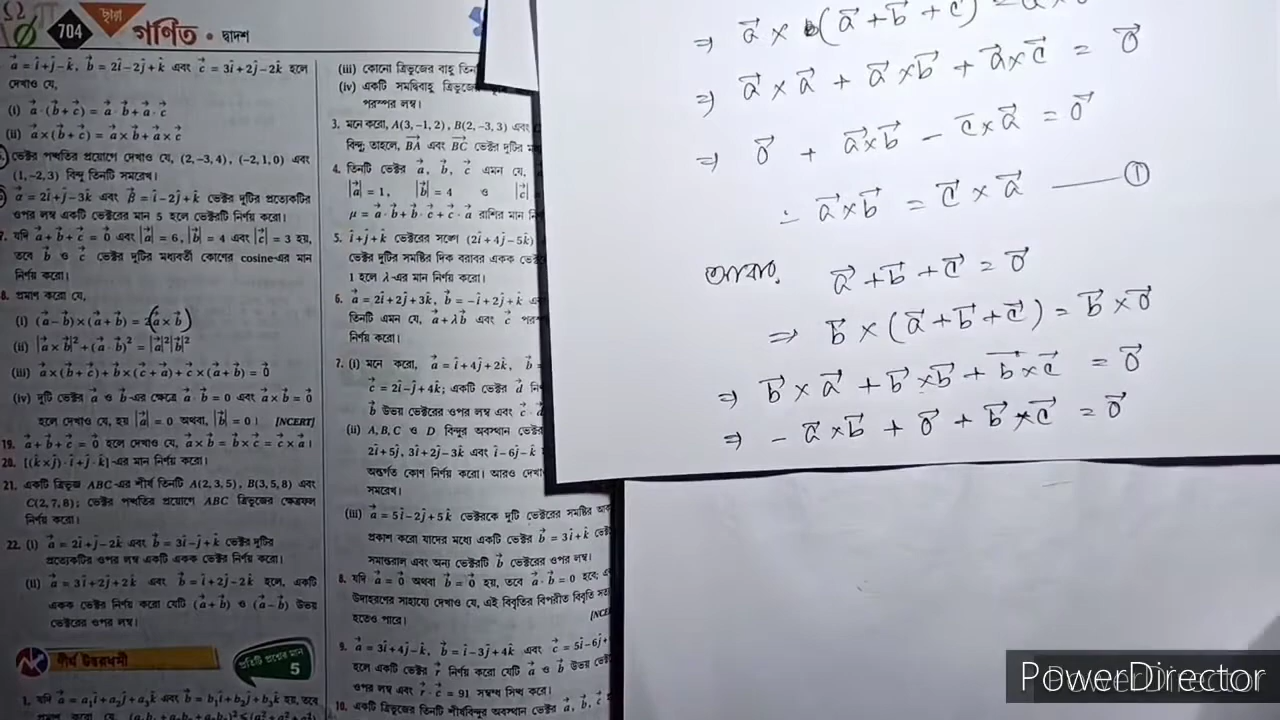 704 ছায়া গণিত • দ্বাদশ
a⃗ = î+ĵ−k̂, b⃗ = 2î−2ĵ+k̂ এবং c⃗ = 3î+2ĵ−2k̂ হলে
দেখাও যে,
(i) a⃗·(b⃗+c⃗) = a⃗·b⃗+a⃗·c⃗
(ii) a⃗×(b⃗+c⃗) = a⃗×b⃗+a⃗×c⃗
ভেক্টর পদ্ধতির প্রয়োগে দেখাও যে, (2,−3,4), (−2,1,0) এবং
(1,−2,3) বিন্দু তিনটি সমরেখ।
α⃗ = 2î+ĵ−3k̂ এবং β⃗ = î−2ĵ+k̂ ভেক্টর দুটির প্রত্যেকটির
ওপর লম্ব একটি ভেক্টরের মান 5 হলে ভেক্টরটি নির্ণয় করো।
7. যদি a⃗+b⃗+c⃗ = 0⃗ এবং |a⃗| = 6, |b⃗| = 4 এবং |c⃗| = 3 হয়,
তবে b⃗ ও c⃗ ভেক্টর দুটির মধ্যবর্তী কোণের cosine-এর মান
নির্ণয় করো।
8. প্রমাণ করো যে,
(i) (a⃗−b⃗)×(a⃗+b⃗) = 2(a⃗×b⃗)
(ii) |a⃗×b⃗|²+(a⃗·b⃗)² = |a⃗|²|b⃗|²
(iii) a⃗×(b⃗+c⃗)+b⃗×(c⃗+a⃗)+c⃗×(a⃗+b⃗) = 0⃗
(iv) দুটি ভেক্টর a⃗ ও b⃗-এর ক্ষেত্রে a⃗·b⃗ = 0 এবং a⃗×b⃗ = 0⃗
হলে দেখাও যে, হয় |a⃗| = 0 অথবা, |b⃗| = 0। [NCERT]
19. a⃗+b⃗+c⃗ = 0⃗ হলে দেখাও যে, a⃗×b⃗ = b⃗×c⃗ = c⃗×a⃗।
20. [(k̂×ĵ)·î+ĵ·k̂]-এর মান নির্ণয় করো।
21. একটি ত্রিভুজ ABC-এর শীর্ষ তিনটি A(2,3,5), B(3,5,8) এবং
C(2,7,8); ভেক্টর পদ্ধতির প্রয়োগে ABC ত্রিভুজের ক্ষেত্রফল
নির্ণয় করো।
22. (i) a⃗ = 2î+ĵ−2k̂ এবং b⃗ = 3î−ĵ+k̂ ভেক্টর দুটির
প্রত্যেকটির ওপর লম্ব একটি একক ভেক্টর নির্ণয় করো।
(ii) a⃗ = 3î+2ĵ+2k̂ এবং b⃗ = î+2ĵ−2k̂ হলে, একটি
একক ভেক্টর নির্ণয় করো যেটি (a⃗+b⃗) ও (a⃗−b⃗) উভয়
ভেক্টরের ওপর লম্ব।
দীর্ঘ উত্তরধর্মী প্রতিটি প্রশ্নের মান 5
1. যদি a⃗ = a₁î+a₂ĵ+a₃k̂ এবং b⃗ = b₁î+b₂ĵ+b₃k̂ হয়, তবে
(iii) কোনো ত্রিভুজের বাহু তিন
(iv) একটি সমদ্বিবাহু ত্রিভুজের
পরস্পর লম্ব।
3. মনে করো, A(3,−1,2), B(2,−3,3) এবং
বিন্দু; তাহলে, BA⃗ এবং BC⃗ ভেক্টর দুটির
4. তিনটি ভেক্টর a⃗, b⃗, c⃗ এমন যে,
|a⃗| = 1, |b⃗| = 4 ও |c⃗|
μ = a⃗·b⃗+b⃗·c⃗+c⃗·a⃗ রাশির মান
5. î+ĵ+k̂ ভেক্টরের সঙ্গে (2î+4ĵ−5k̂)
ভেক্টর দুটির সমষ্টির দিক বরাবর একক
1 হলে λ-এর মান নির্ণয় করো।
6. a⃗ = 2î+2ĵ+3k̂, b⃗ = −î+2ĵ+k̂
তিনটি এমন যে, a⃗+λb⃗ এবং c⃗ পরস্
নির্ণয় করো।
7. (i) মনে করো, a⃗ = î+4ĵ+2k̂, b⃗ =
c⃗ = 2î−ĵ+4k̂; একটি ভেক্টর d⃗
b⃗ উভয় ভেক্টরের ওপর লম্ব এবং c⃗·d
(ii) A, B, C ও D বিন্দুর অবস্থান ভেক্টর
2î+5ĵ, 3î+2ĵ−3k̂ এবং î−6ĵ−k̂
অন্তর্গত কোণ নির্ণয় করো। আরও দেখা
সমরেখ।
(iii) a⃗ = 5î−2ĵ+5k̂ ভেক্টরকে দুটি ভেক্টরের সমষ্টির
প্রকাশ করো যাদের মধ্যে একটি ভেক্টর b⃗ = 3î+k̂
সমান্তরাল এবং অন্য ভেক্টরটি b⃗ ভেক্টরের ওপর লম্ব।
8. যদি a⃗ = 0⃗ অথবা b⃗ = 0⃗ হয়, তবে a⃗·b⃗ = 0 হবে;
উদাহরণের সাহায্যে দেখাও যে, এই বিবৃতির বিপরীত বিবৃতি
হতেও পারে। [NCE
9. a⃗ = 3î+4ĵ−k̂, b⃗ = î−3ĵ+4k̂ এবং c⃗ = 5î−6ĵ+
হলে একটি ভেক্টর r⃗ নির্ণয় করো যেটি a⃗ ও b⃗ উভয়
ওপর লম্ব এবং r⃗·c⃗ = 91 সম্বন্ধ সিদ্ধ করে।
10. একটি ত্রিভুজের তিনটি শীর্ষবিন্দুর অবস্থান ভেক্টর a⃗, b⃗, c⃗
⇒ a⃗ × (a⃗ + b⃗ + c⃗) =
⇒ a⃗×a⃗ + a⃗×b⃗ + a⃗×c⃗ = 0⃗
⇒ 0⃗ + a⃗×b⃗ − c⃗×a⃗ = 0⃗
∴ a⃗×b⃗ = c⃗×a⃗ —— ①
আবার, a⃗+b⃗+c⃗ = 0⃗
⇒ b⃗×(a⃗+b⃗+c⃗) = b⃗×0⃗
⇒ b⃗×a⃗ + b⃗×b⃗ + b⃗×c⃗ = 0⃗
⇒ −a⃗×b⃗ + 0⃗ + b⃗×c⃗ = 0⃗
PowerDirector